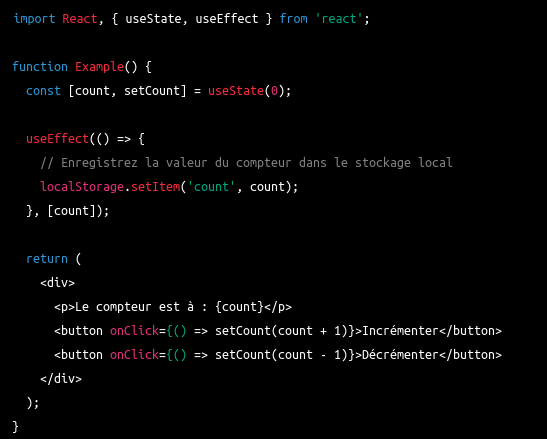 import React, { useState, useEffect } from 'react';
function Example() {
const [count, setCount] = useState(0);
useEffect(() => {
// Enregistrez la valeur du compteur dans le stockage local
localStorage.setItem('count', count);
}, [count]);
return (
<div>
<p>Le compteur est à : {count}</p>
<button onClick={() => setCount(count + 1)}>Incrémenter</button>
<button onClick={() => setCount(count - 1)}>Décrémenter</button>
</div>
);
}